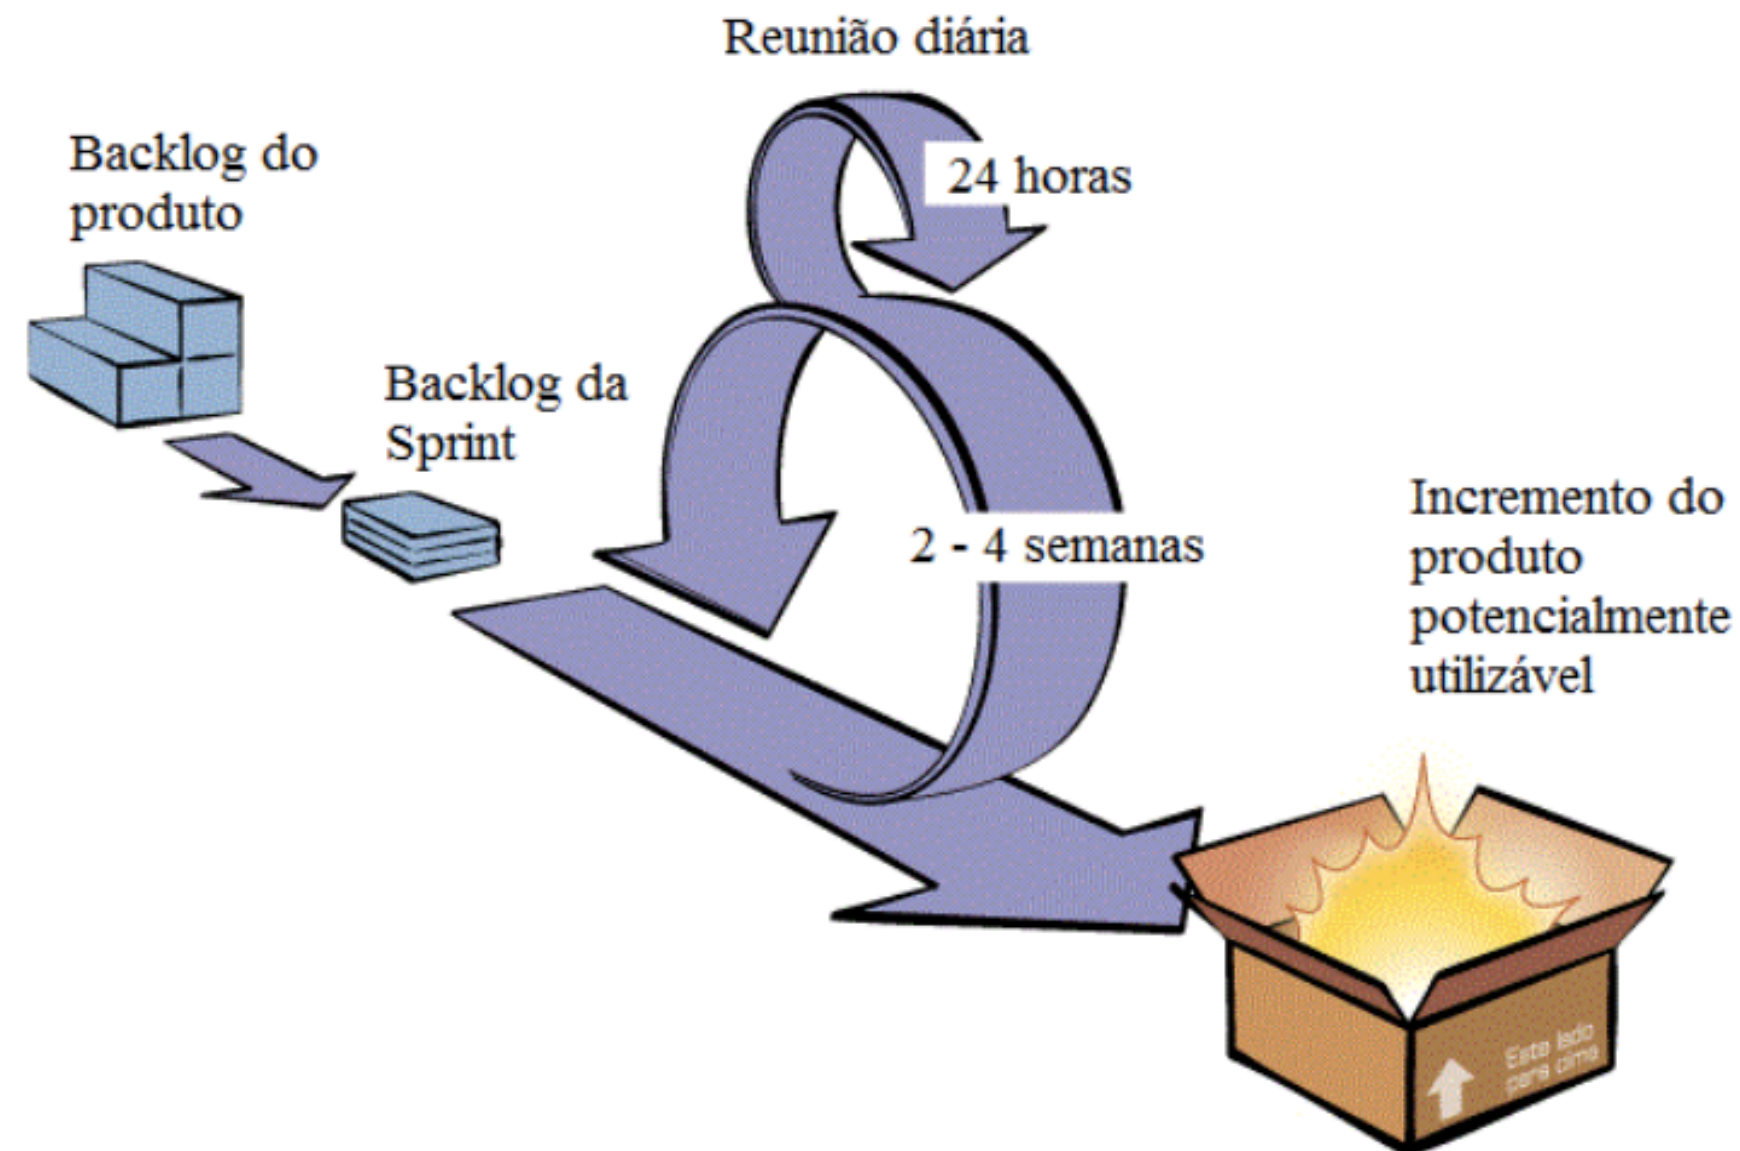 Reunião diária
24 horas
Backlog do
produto
Backlog da
Sprint
2 - 4 semanas
Incremento do
produto
potencialmente
utilizável
Este lado
para cima